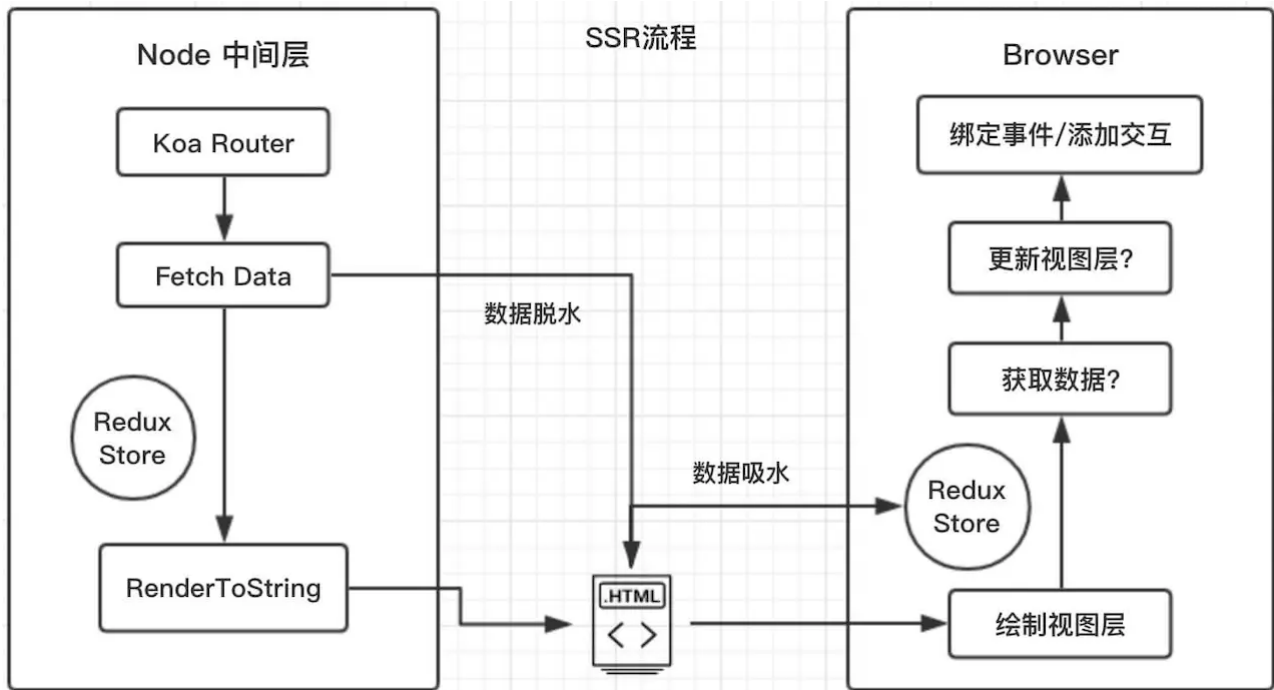 SSR流程
Node 中间层
Koa Router
Fetch Data
Redux
Store
RenderToString
数据脱水
数据吸水
.HTML
< >
Browser
绑定事件/添加交互
更新视图层?
获取数据?
Redux
Store
绘制视图层